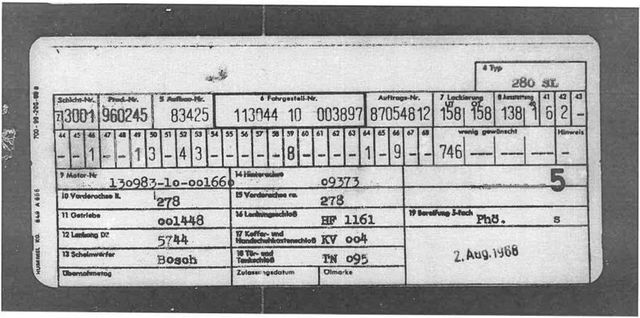 4 Typ
280 SL
Schicht-Nr. Prod.-Nr. 5 Aufbau-Nr. 6 Fahrgestell-Nr. Auftrags-Nr. 7 Lackierung 8 Ausstattung 41 42 43
3001 960245 83425 113044 10 003897 87054812 158 158 138 1 6 2 -
44 45 46 47 48 49 50 51 52 53 54 55 56 57 58 59 60 61 62 63 64 65 66 67 68 wenig gewünscht Hinweis
- - 1 - - 1 3 - 4 3 - - - - - 8 - - - - 1 - 9 - - 746
9 Motor-Nr 130983-10-001660 14 Hinterachse 09373 5
10 Vorderachse li. 278 15 Vorderachse re. 278
11 Getriebe 001448 16 Lenkungsschloß HF 1161 19 Bereifung 5-fach Phö. s
12 Lenkung DZ 5744 17 Koffer- und Handschuhkastenschloß KV 004
13 Scheinwerfer Bosch 18 Tür- und Tankschloß TN 095 2. Aug. 1968
Übernahmetag Zulassungsdatum Ölmarke